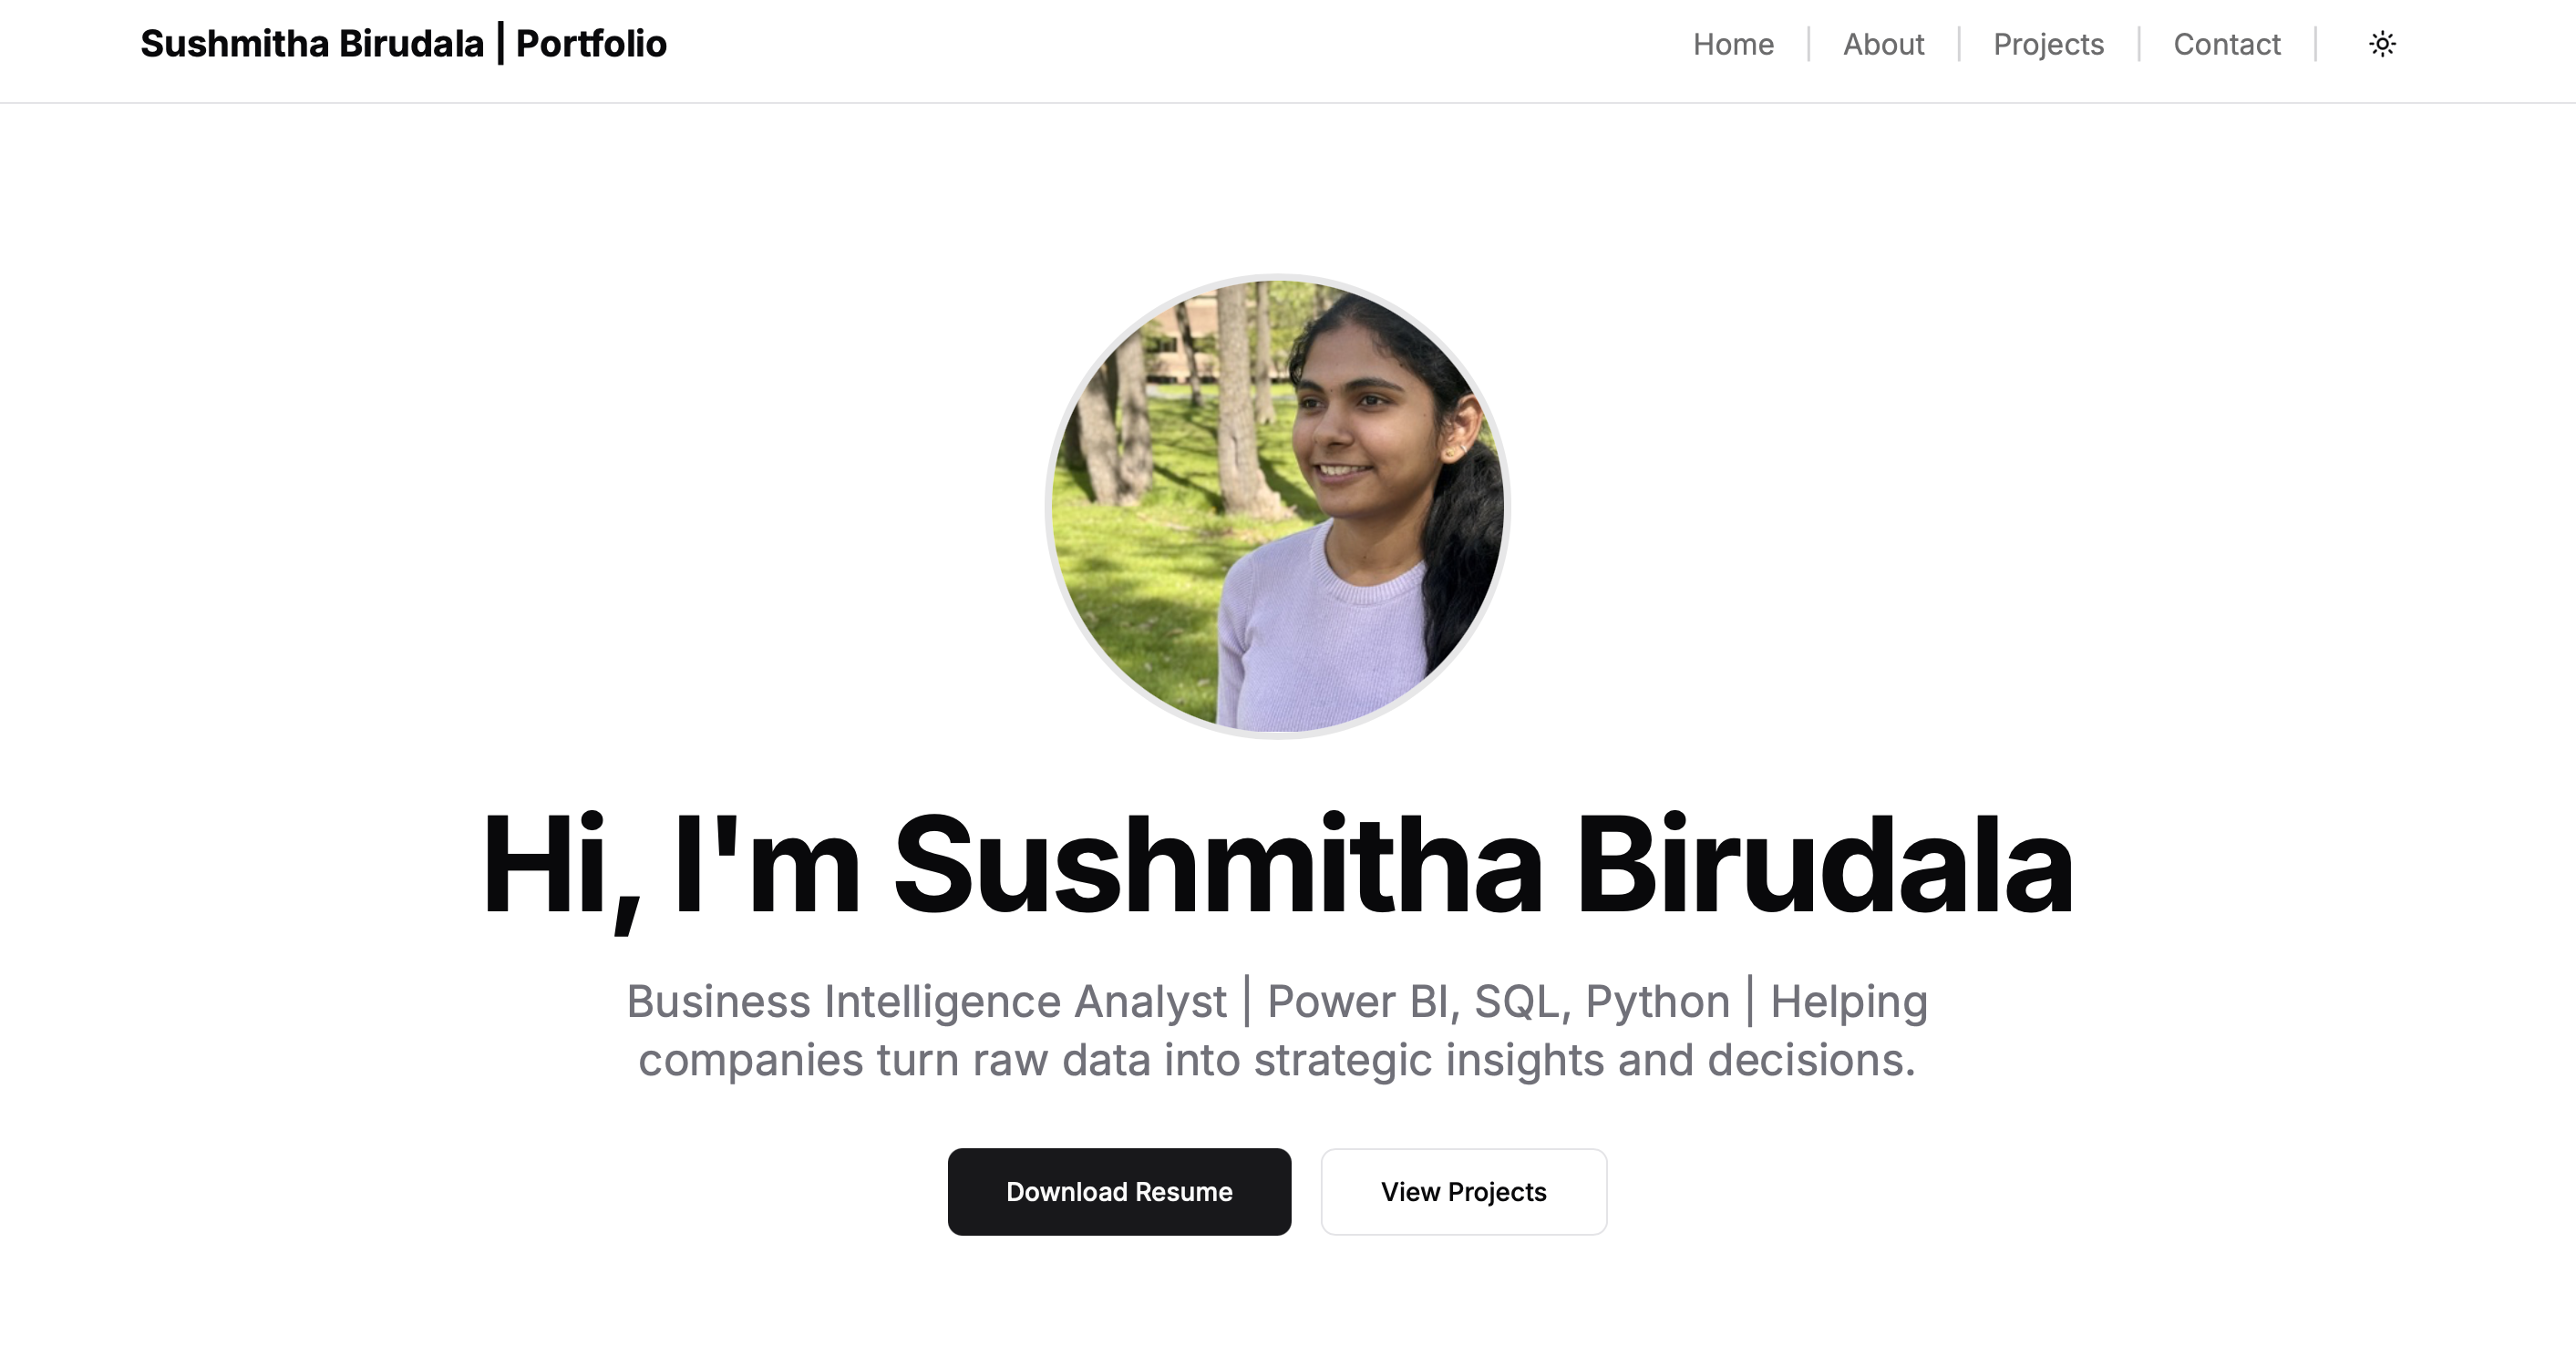 Sushmitha Birudala | Portfolio
Home | About | Projects | Contact |
Hi, I'm Sushmitha Birudala
Business Intelligence Analyst | Power BI, SQL, Python | Helping
companies turn raw data into strategic insights and decisions.
Download Resume
View Projects